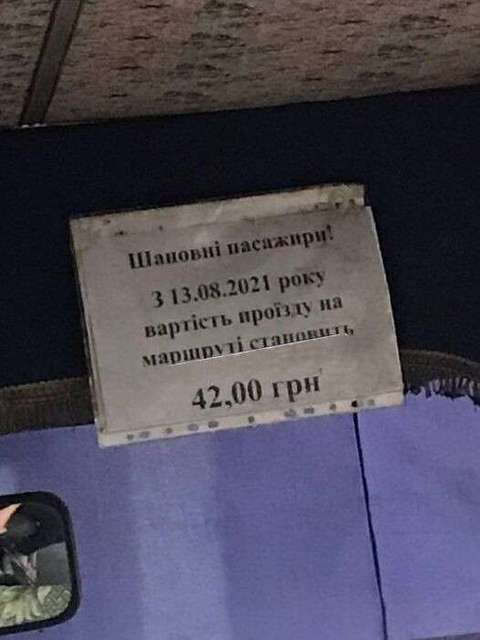 Шановні пасажири!
З 13.08.2021 року
вартість проїзду на
маршруті становить
42,00 грн